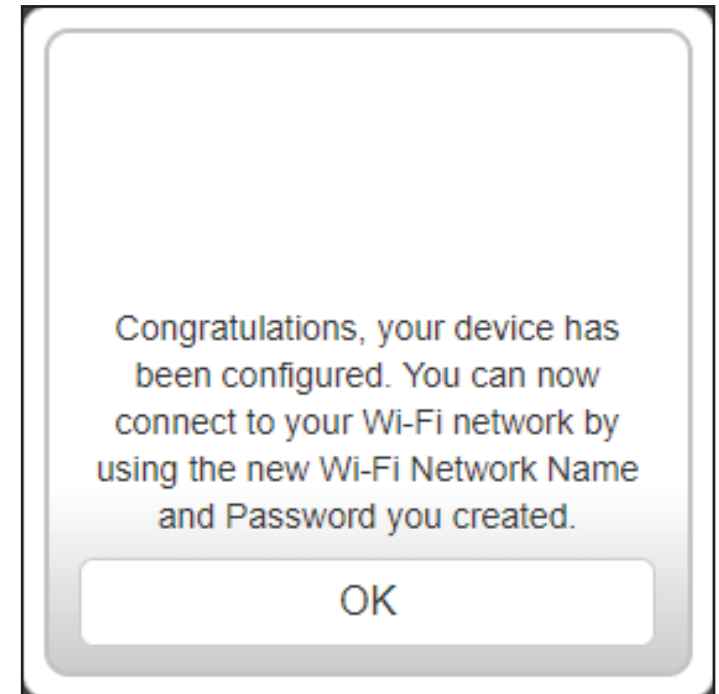 Congratulations, your device has
been configured. You can now
connect to your Wi-Fi network by
using the new Wi-Fi Network Name
and Password you created.
OK